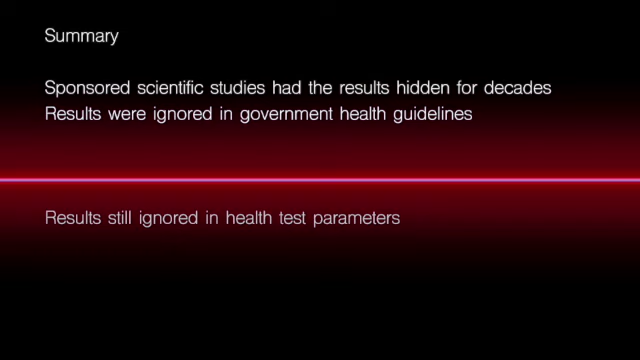 Summary
Sponsored scientific studies had the results hidden for decades
Results were ignored in government health guidelines
Results still ignored in health test parameters